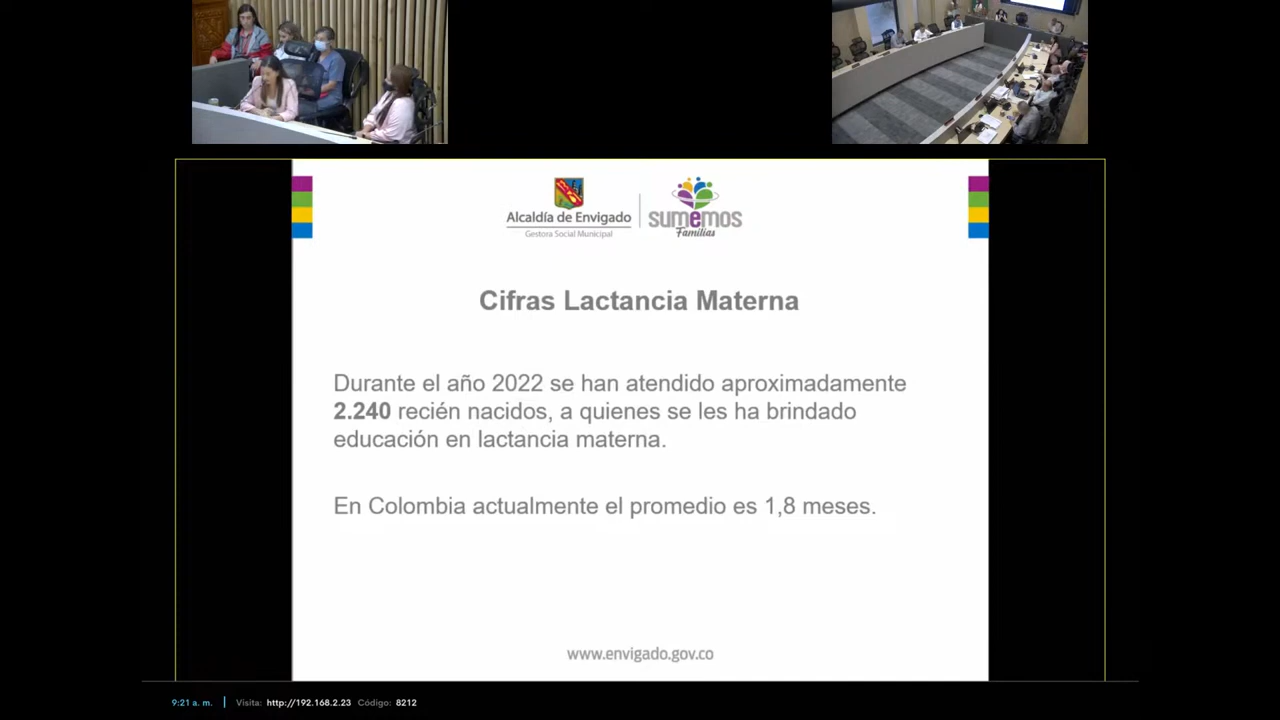 Alcaldía de Envigado
Gestora Social Municipal
sumemos
Familias
Cifras Lactancia Materna
Durante el año 2022 se han atendido aproximadamente
2.240 recién nacidos, a quienes se les ha brindado
educación en lactancia materna.
En Colombia actualmente el promedio es 1,8 meses.
www.envigado.gov.co
9:21 a. m. | Visita: http://192.168.2.23 Código: 8212